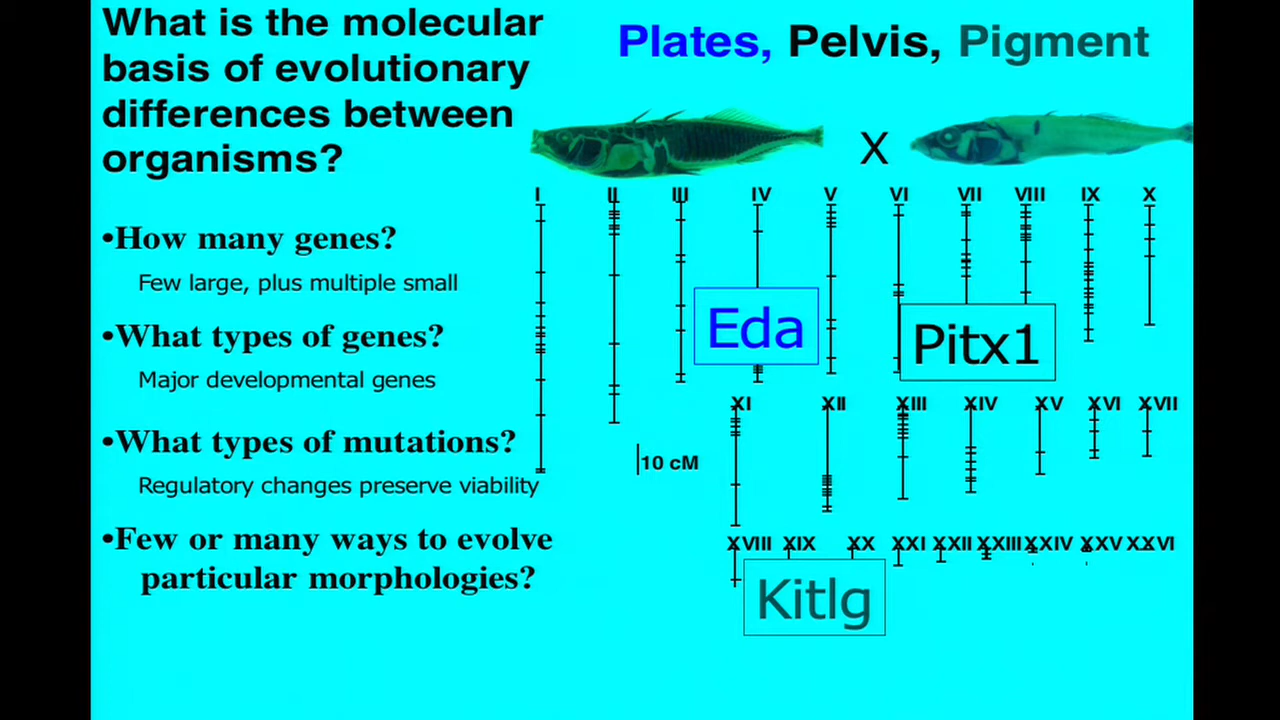 What is the molecular
basis of evolutionary
differences between
organisms?
•How many genes?
Few large, plus multiple small
•What types of genes?
Major developmental genes
•What types of mutations?
Regulatory changes preserve viability
•Few or many ways to evolve
particular morphologies?
Plates, Pelvis, Pigment
X
I II III IV V VI VII VIII IX X
Eda
Pitx1
XI XII XIII XIV XV XVI XVII
10 cM
XVIII XIX XX XXI XXII XXIII XXIV XXV XXVI
Kitlg